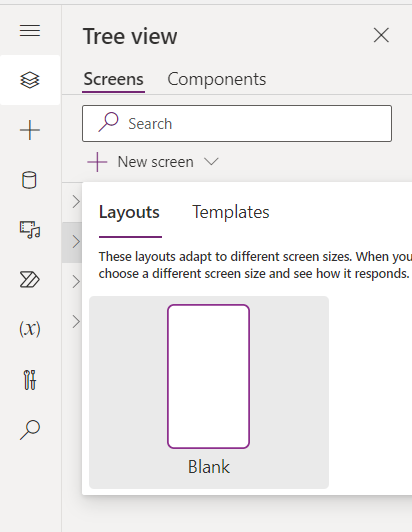 Tree view
Screens Components
Search
New screen
Layouts Templates
These layouts adapt to different screen sizes. When you
choose a different screen size and see how it responds.
(x)
Blank